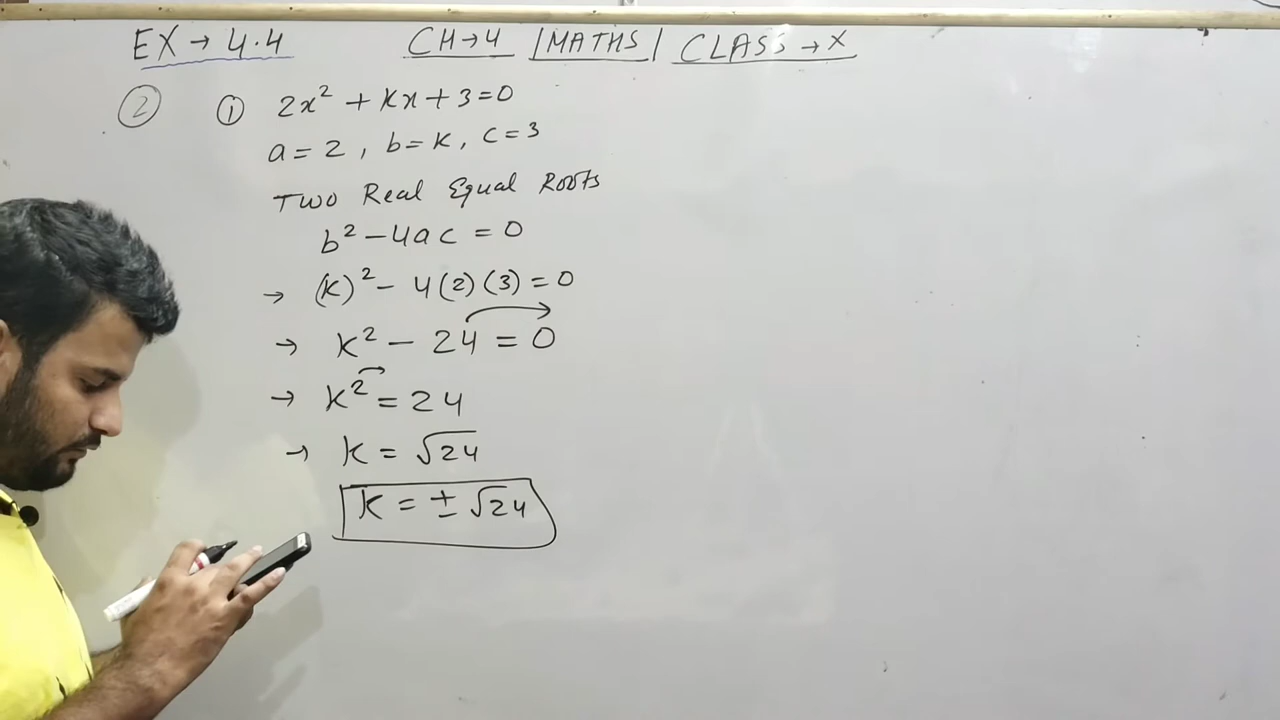 EX → 4.4 CH → 4 | MATHS | CLASS → X
② ① 2x² + Kx + 3 = 0
a = 2 , b = K , c = 3
Two Real Equal Roots
b² - 4ac = 0
→ (K)² - 4(2)(3) = 0
→ K² - 24 = 0
→ K² = 24
→ K = √24
K = ± √24